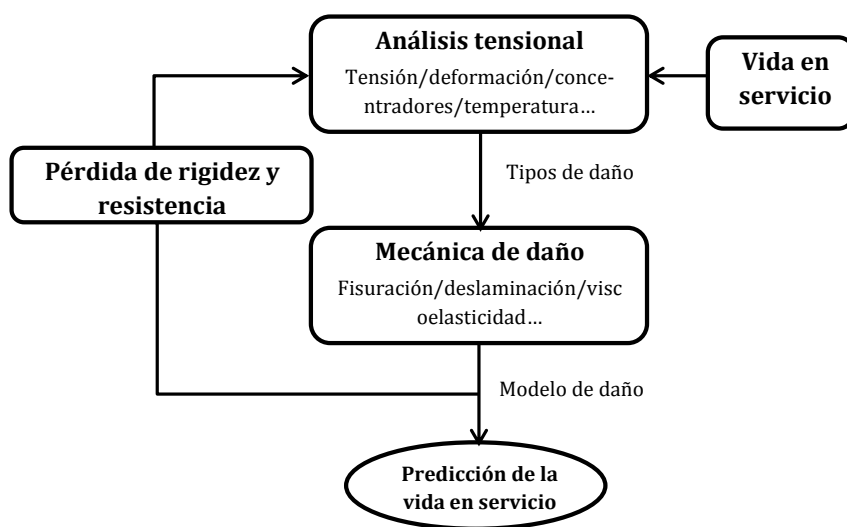 Análisis tensional
Tensión/deformación/conce-
ntradores/temperatura...
Vida en
servicio
Pérdida de rigidez y
resistencia
Tipos de daño
Mecánica de daño
Fisuración/deslaminación/visc
oelasticidad...
Modelo de daño
Predicción de la
vida en servicio